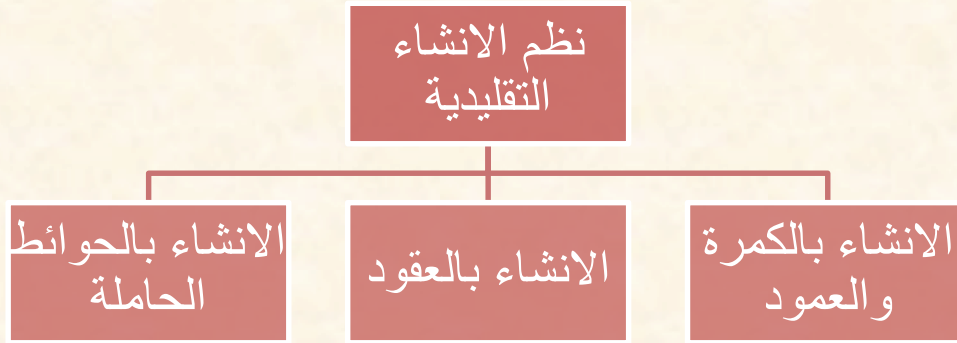 نظم الانشاء
التقليدية
الانشاء بالكمرة
والعمود
الانشاء بالعقود
الانشاء بالحوائط
الحاملة